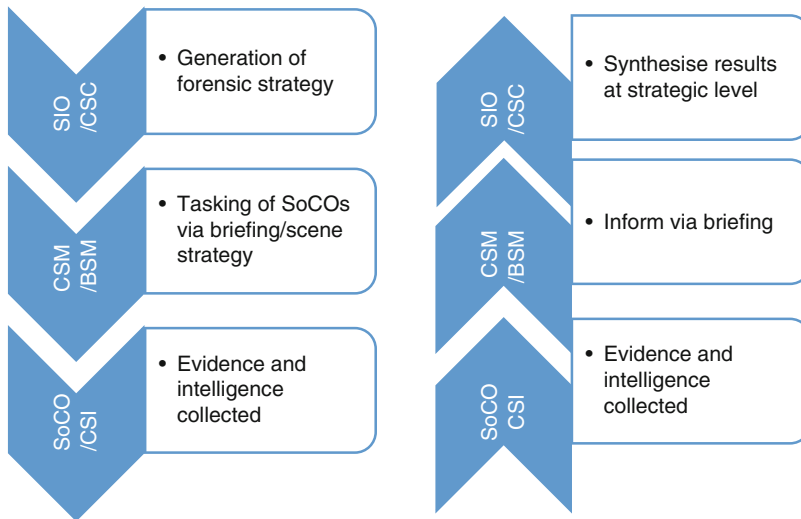 SIO
/CSC
• Generation of
forensic strategy
CSM
/BSM
• Tasking of SoCOs
via briefing/scene
strategy
SoCO
/CSI
• Evidence and
intelligence
collected
SIO
/CSC
• Synthesise results
at strategic level
CSM
/BSM
• Inform via briefing
SoCO
CSI
• Evidence and
intelligence
collected